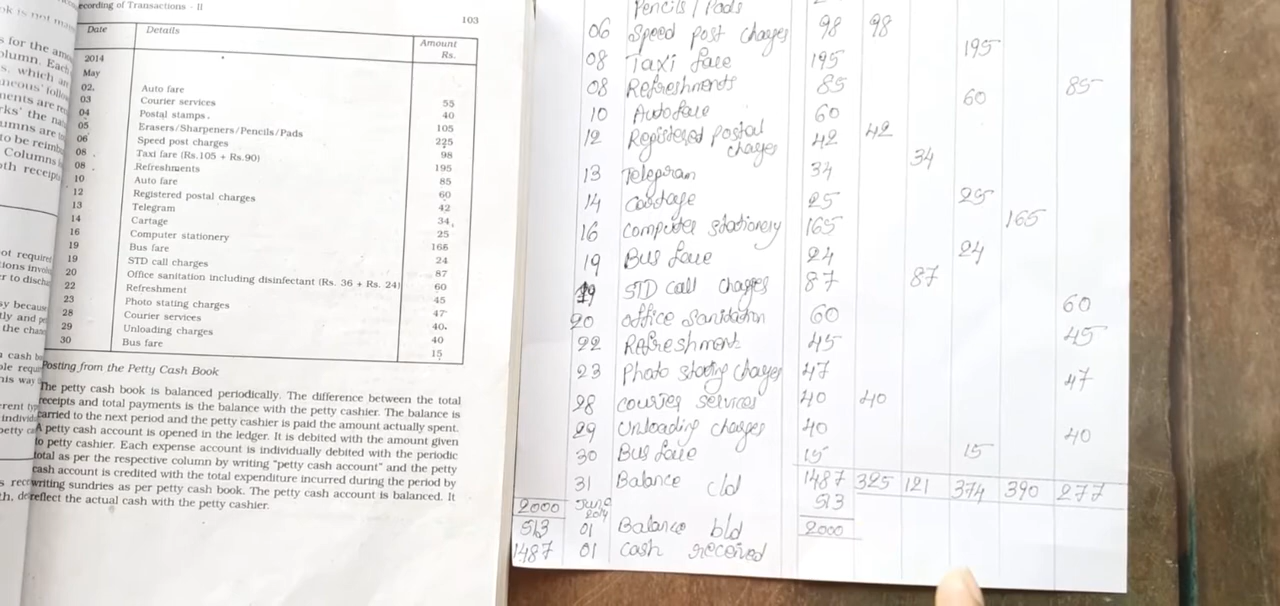 ecording of Transactions - II
103
Date Details Amount Rs.
2014
May
02. Auto fare 55
03 Courier services 40
04 Postal stamps. 105
05 Erasers/Sharpeners/Pencils/Pads 225
06 Speed post charges 98
08 Taxi fare (Rs.105 + Rs.90) 195
08 Refreshments 85
10 Auto fare 60
12 Registered postal charges 42
13 Telegram 34
14 Cartage 25
16 Computer stationery 165
19 Bus fare 24
19 STD call charges 87
20 Office sanitation including disinfectant (Rs. 36 + Rs. 24) 60
22 Refreshment 45
23 Photo stating charges 47
28 Courier services 40
29 Unloading charges 40
30 Bus fare 15
Posting from the Petty Cash Book
The petty cash book is balanced periodically. The difference between the total
receipts and total payments is the balance with the petty cashier. The balance is
carried to the next period and the petty cashier is paid the amount actually spent.
A petty cash account is opened in the ledger. It is debited with the amount given
to petty cashier. Each expense account is individually debited with the periodic
total as per the respective column by writing "petty cash account" and the petty
cash account is credited with the total expenditure incurred during the period by
writing sundries as per petty cash book. The petty cash account is balanced. It
reflect the actual cash with the petty cashier.
Pencils / Pads
06 Speed post charges 98 98
08 Taxi fare 195 195
08 Refreshments 85 85
10 Auto fare 60 60
12 Registered postal charges 42 42
13 Telegram 34 34
14 Cartage 25 25
16 computer stationery 165 165
19 Bus fare 24 24
19 STD call charges 87 87
20 office sanitation 60 60
22 Refreshment 45 45
23 Photo stating charges 47 47
28 courier services 40 40
29 Unloading charges 40 40
30 Bus fare 15 15
31 Balance c/d 1487 325 121 374 390 277
513
2000 June 2014 2000
513 01 Balance b/d
1487 01 cash received